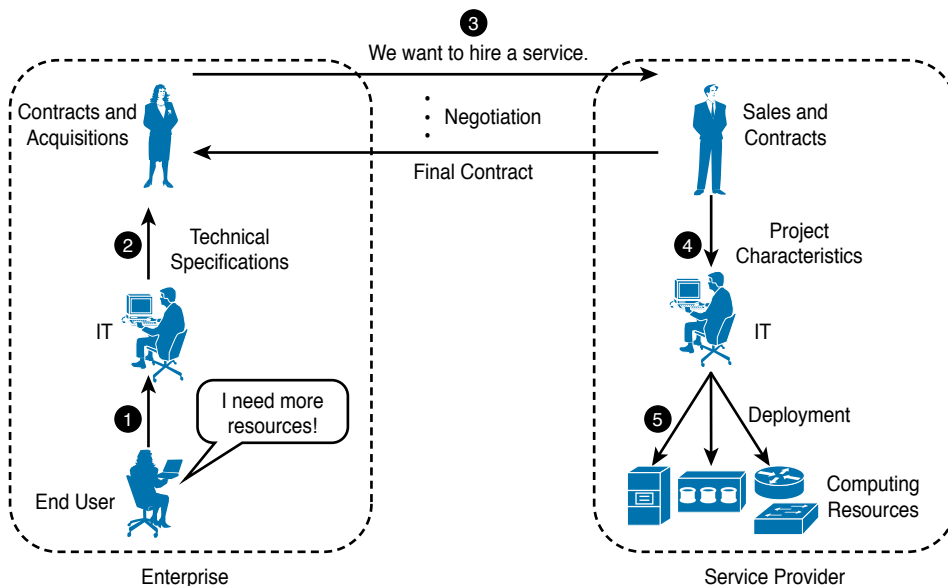 3
We want to hire a service.
Contracts and
Acquisitions
Negotiation
Sales and
Contracts
Final Contract
2
Technical
Specifications
4
Project
Characteristics
IT
IT
1
I need more
resources!
5
Deployment
End User
Computing
Resources
Enterprise
Service Provider